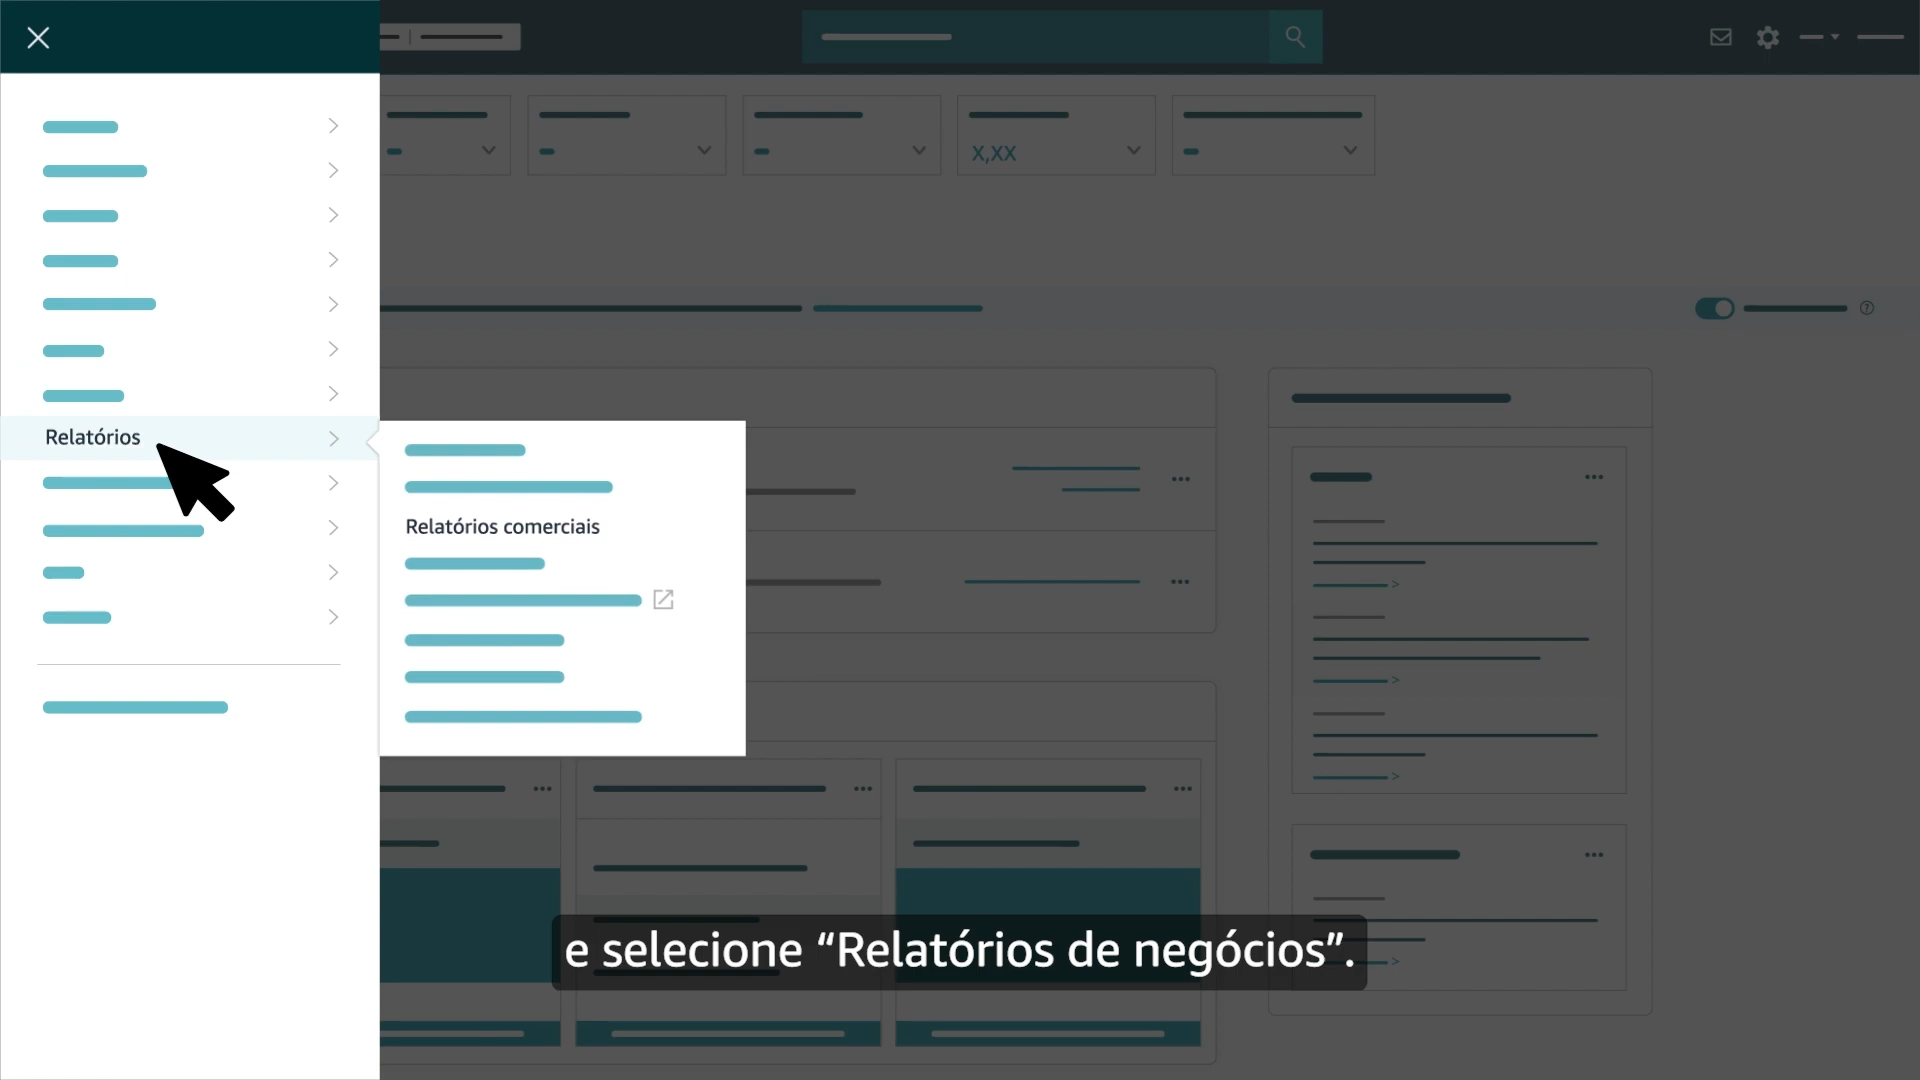 X,XX
Relatórios
Relatórios comerciais
e selecione “Relatórios de negócios”.